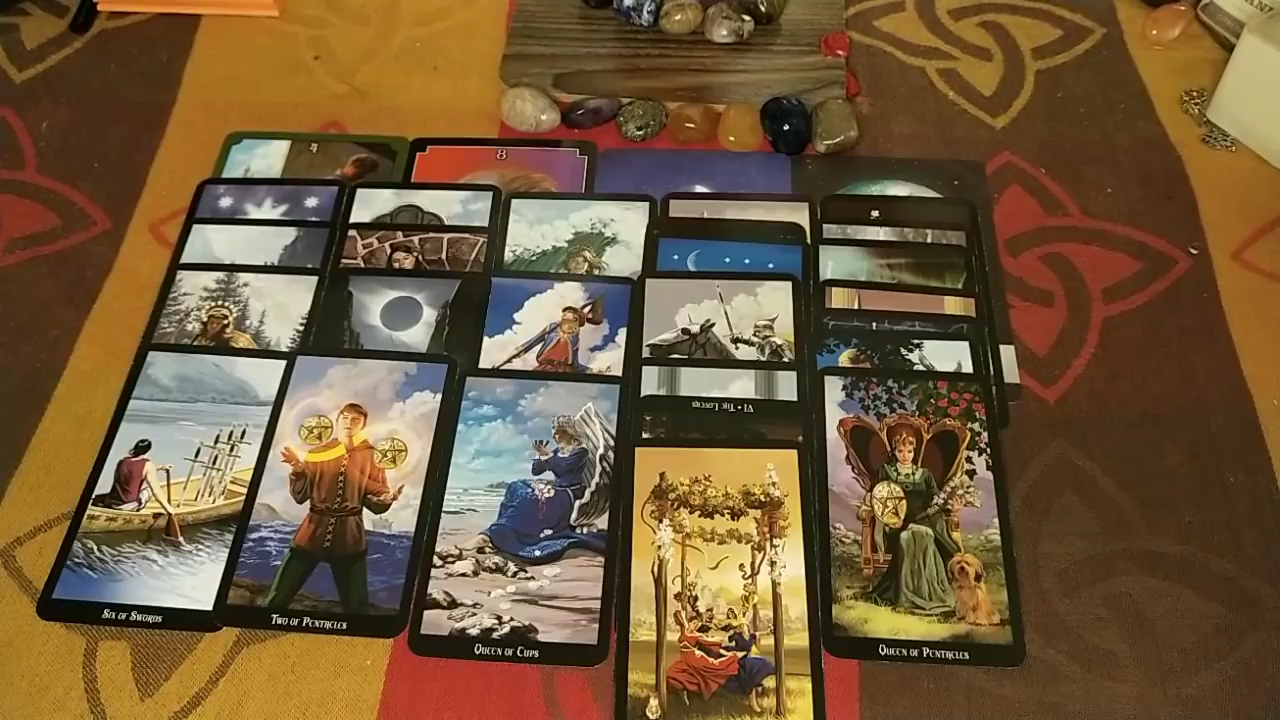 8
VI • The Lovers
Six of Swords
Two of Pentacles
Queen of Cups
Queen of Pentacles